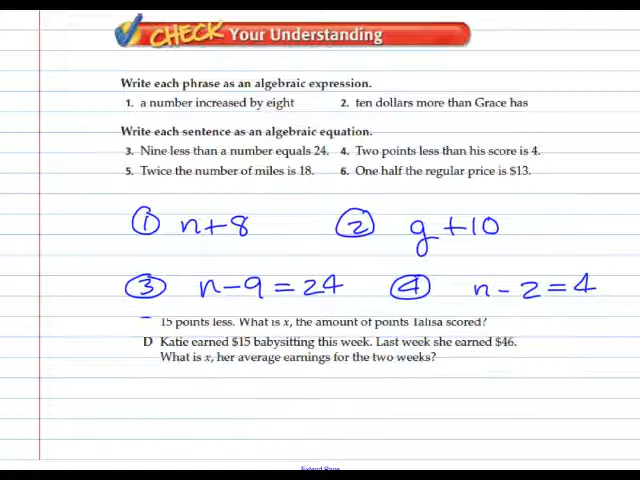 CHECK Your Understanding
Write each phrase as an algebraic expression.
1. a number increased by eight 2. ten dollars more than Grace has
Write each sentence as an algebraic equation.
3. Nine less than a number equals 24. 4. Two points less than his score is 4.
5. Twice the number of miles is 18. 6. One half the regular price is $13.
① n+8 ② g+10
③ n-9=24 ④ n-2=4
15 points less. What is x, the amount of points Talisa scored?
D Katie earned $15 babysitting this week. Last week she earned $46.
What is x, her average earnings for the two weeks?
Extend Page